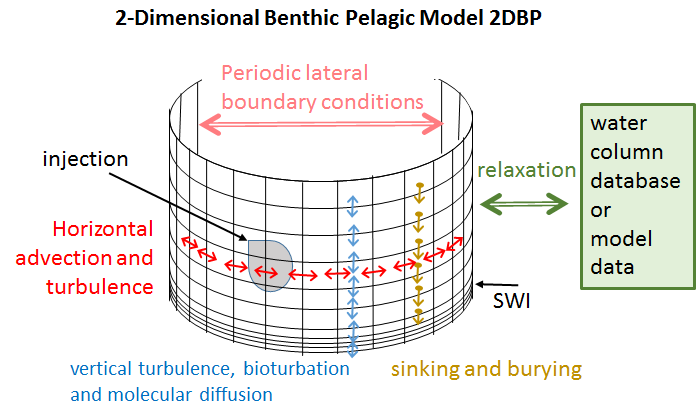 2-Dimensional Benthic Pelagic Model 2DBP
Periodic lateral
boundary conditions
injection
Horizontal
advection and
turbulence
relaxation
water
column
database
or
model
data
SWI
vertical turbulence, bioturbation
and molecular diffusion
sinking and burying